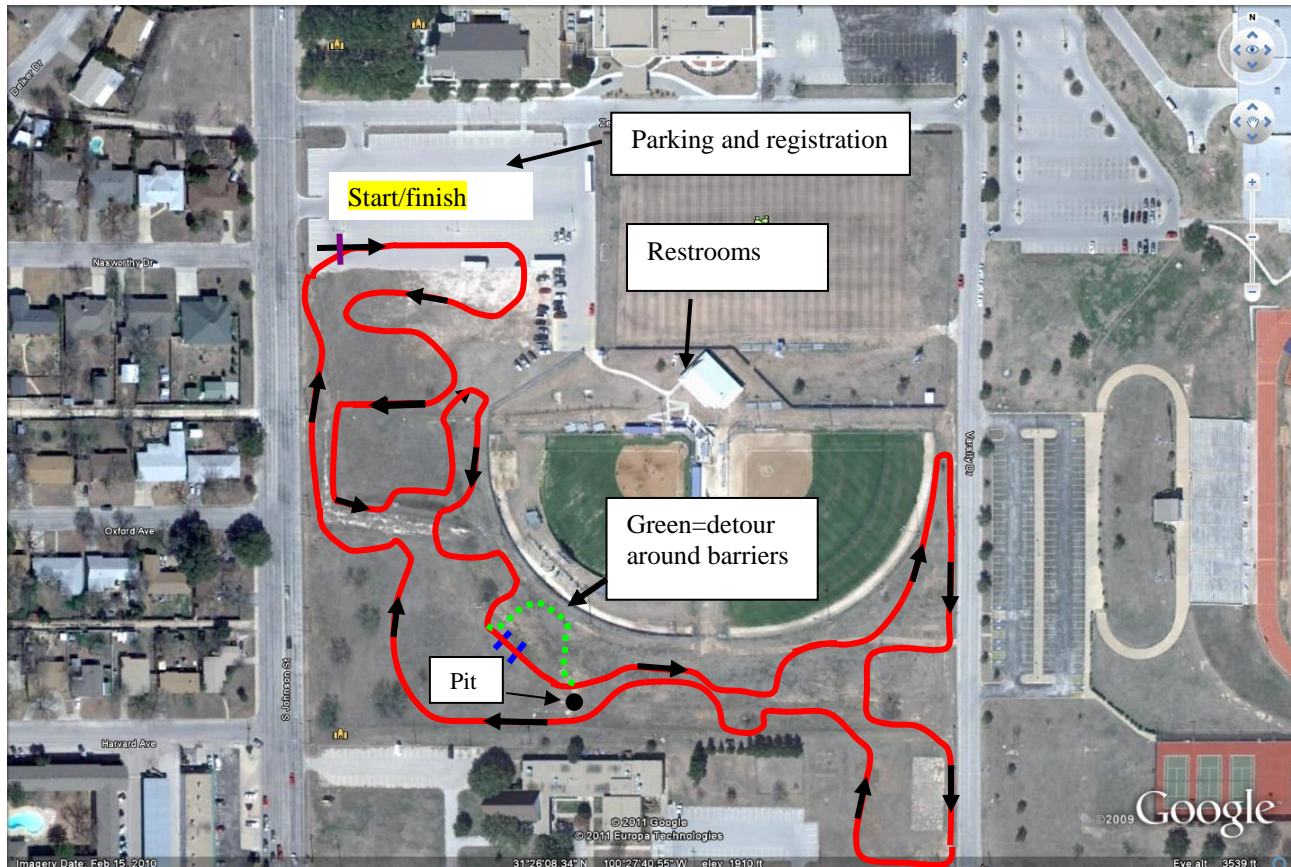 N
Beiker Dr
Parking and registration
Start/finish
Nasworthy Dr
Restrooms
Varsity Dr
Green=detour
around barriers
Oxford Ave
S Johnson St
Pit
Harvard Ave
©2009 Google
© 2011 Google
© 2011 Europa Technologies
Imagery Date: Feb 15, 2010
31°26'08.34" N 100°27'40.55" W elev 1910 ft
Eye alt 3539 ft